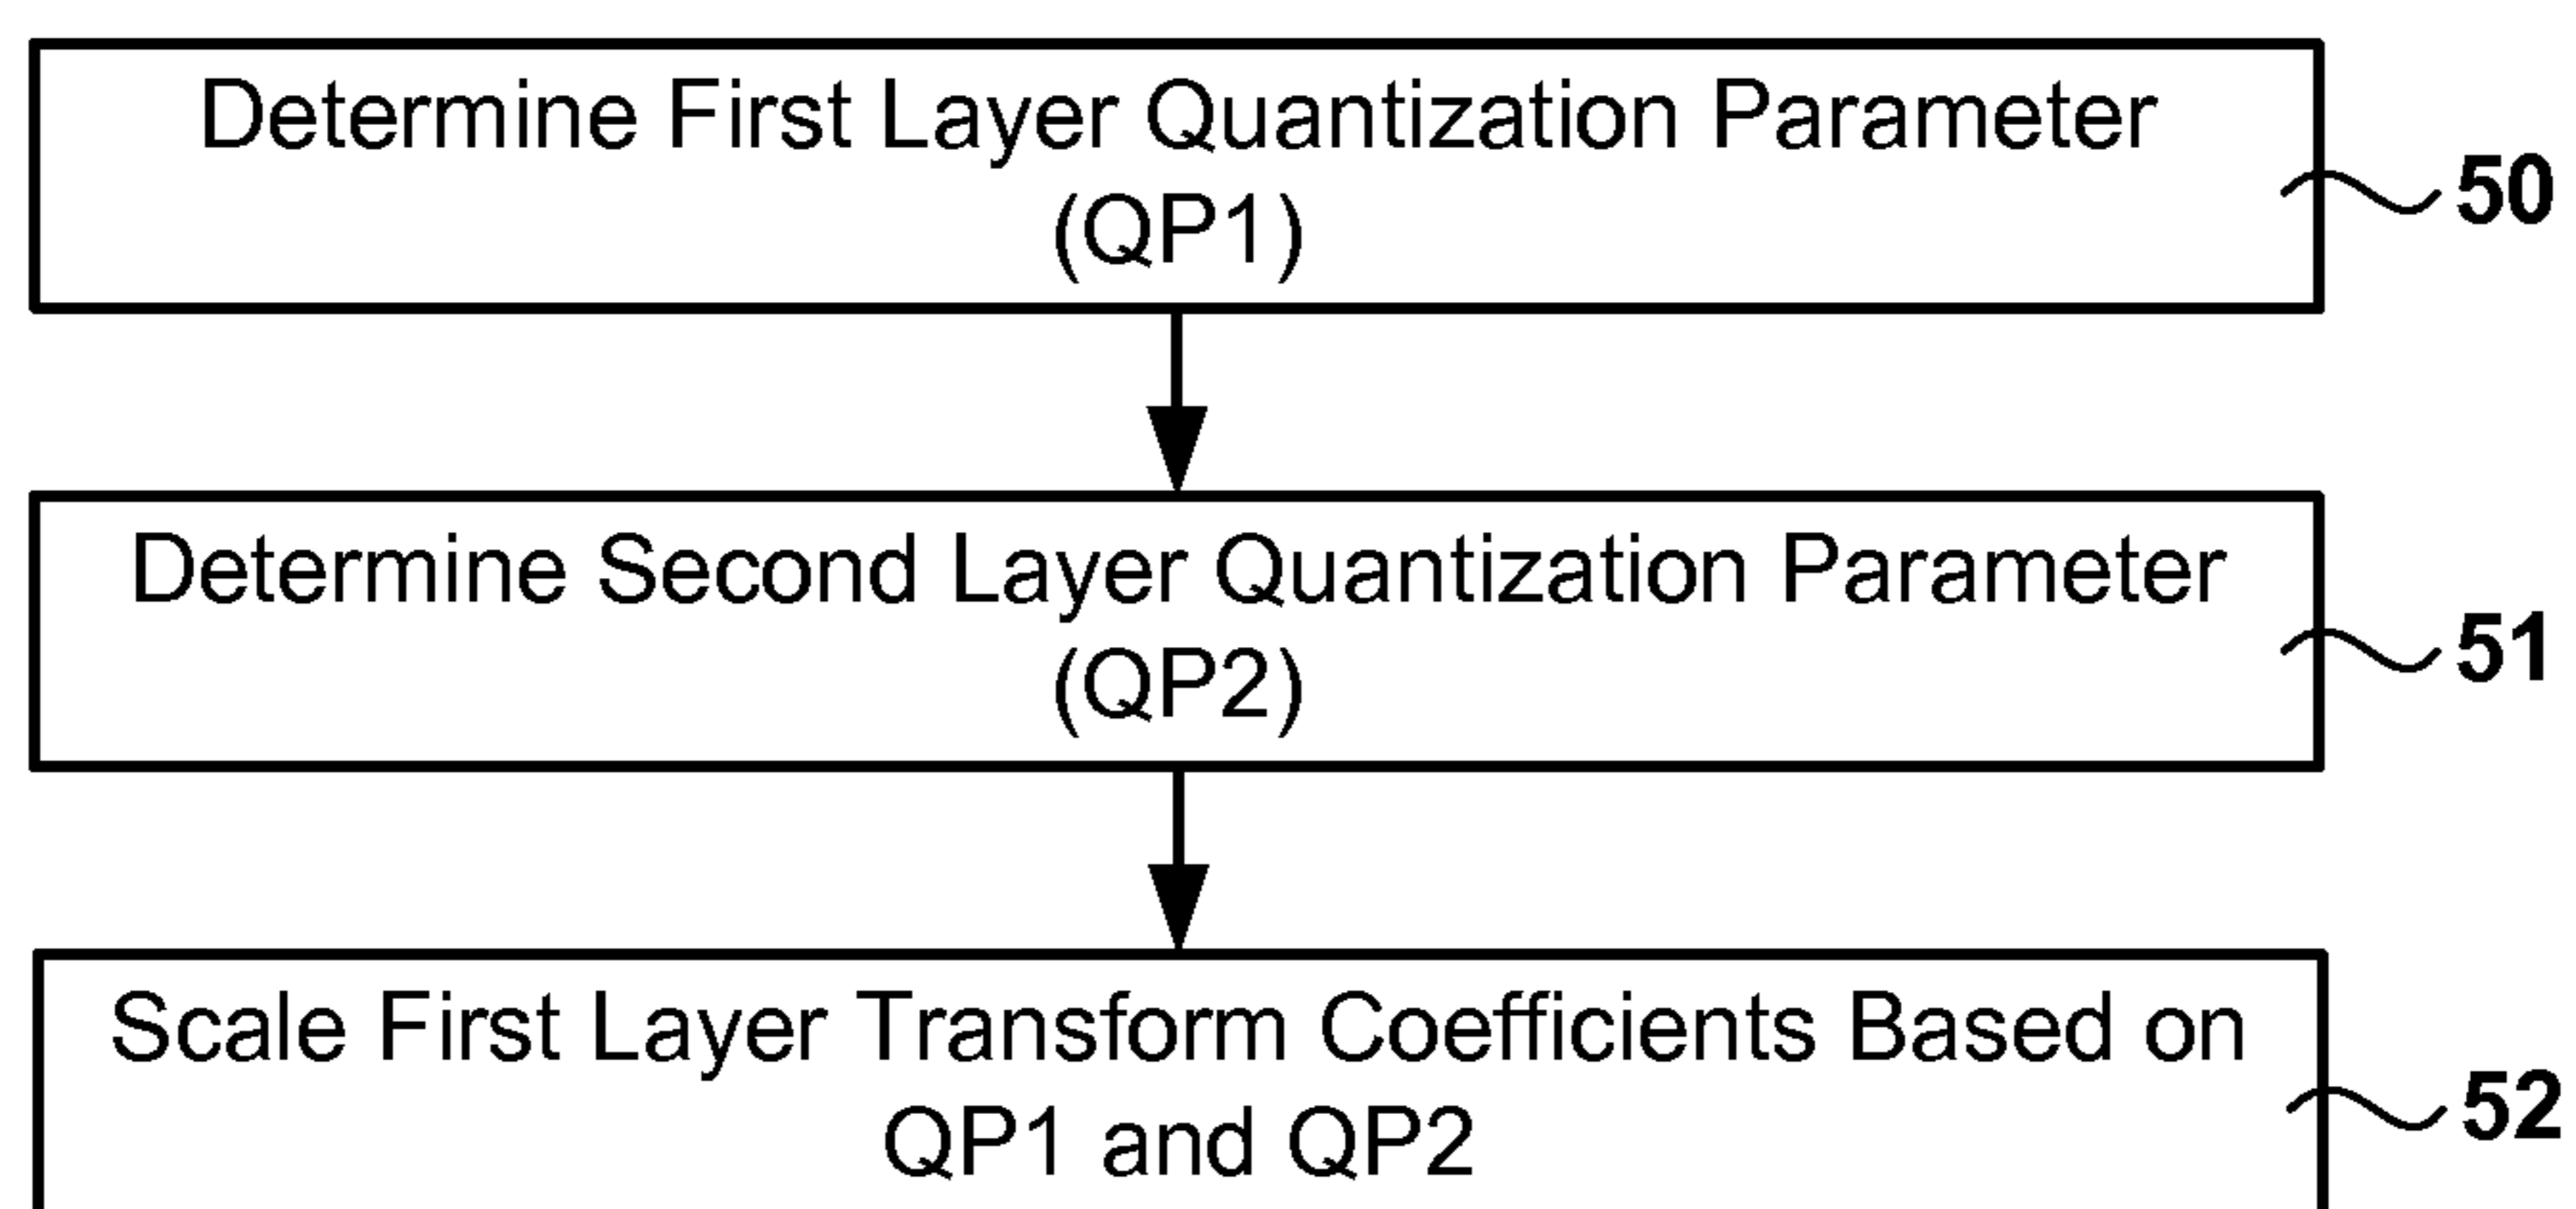 Determine First Layer Quantization Parameter
(QP1)
50
Determine Second Layer Quantization Parameter
(QP2)
51
Scale First Layer Transform Coefficients Based on
QP1 and QP2
52